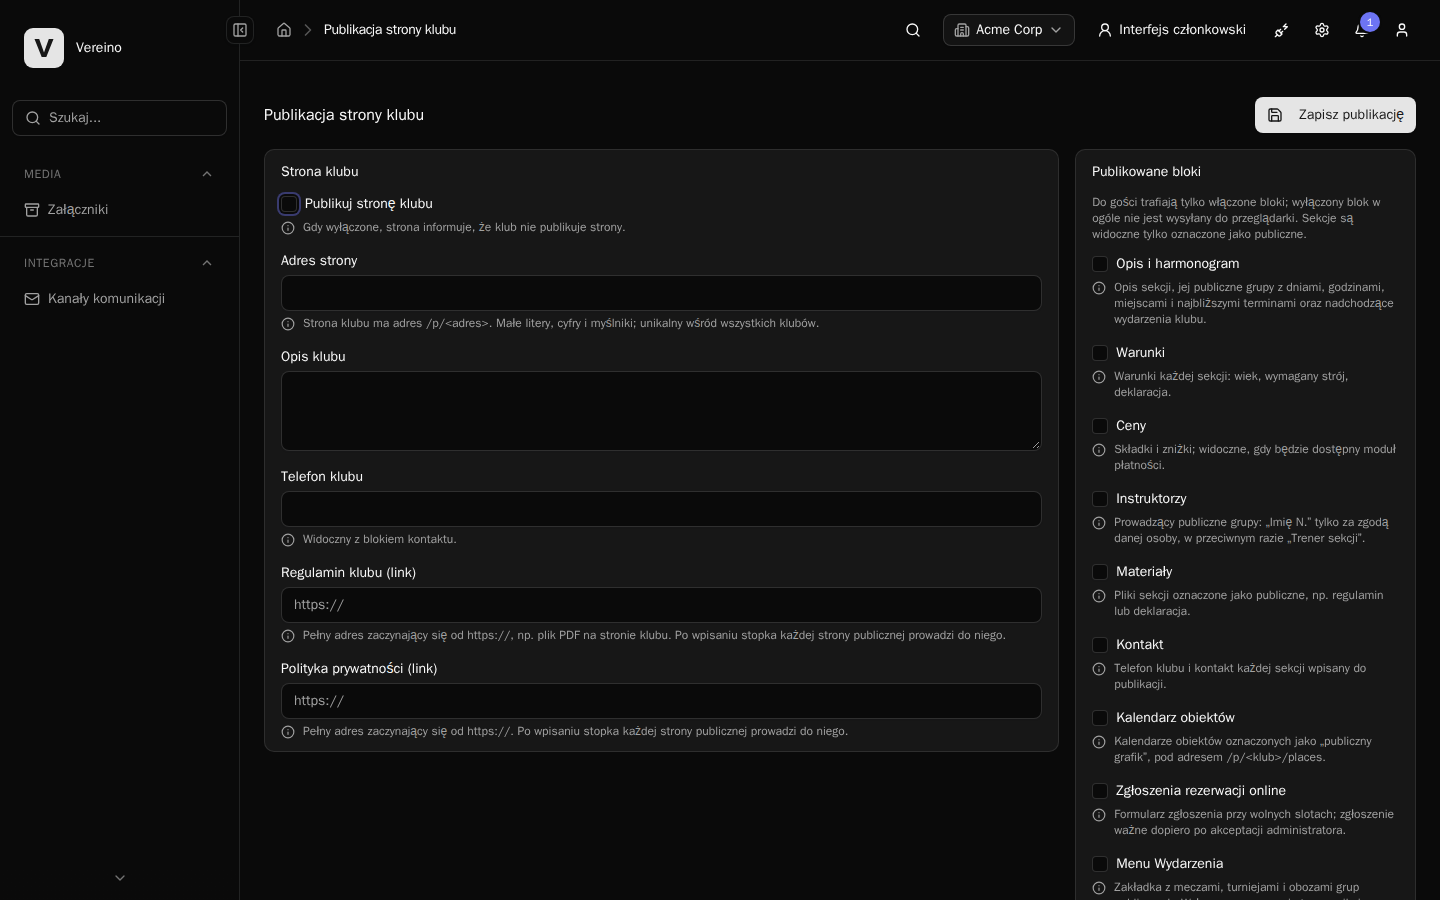 V
Vereino
Szukaj...
MEDIA
Załączniki
INTEGRACJE
Kanały komunikacji
Publikacja strony klubu
Acme Corp
Interfejs członkowski
1
Publikacja strony klubu
Zapisz publikację
Strona klubu
Publikuj stronę klubu
Gdy wyłączone, strona informuje, że klub nie publikuje strony.
Adres strony
Strona klubu ma adres /p/<adres>. Małe litery, cyfry i myślniki; unikalny wśród wszystkich klubów.
Opis klubu
Telefon klubu
Widoczny z blokiem kontaktu.
Regulamin klubu (link)
https://
Pełny adres zaczynający się od https://, np. plik PDF na stronie klubu. Po wpisaniu stopka każdej strony publicznej prowadzi do niego.
Polityka prywatności (link)
https://
Pełny adres zaczynający się od https://. Po wpisaniu stopka każdej strony publicznej prowadzi do niego.
Publikowane bloki
Do gości trafiają tylko włączone bloki; wyłączony blok w
ogóle nie jest wysyłany do przeglądarki. Sekcje są
widoczne tylko oznaczone jako publiczne.
Opis i harmonogram
Opis sekcji, jej publiczne grupy z dniami, godzinami,
miejscami i najbliższymi terminami oraz nadchodzące
wydarzenia klubu.
Warunki
Warunki każdej sekcji: wiek, wymagany strój,
deklaracja.
Ceny
Składki i zniżki; widoczne, gdy będzie dostępny moduł
płatności.
Instruktorzy
Prowadzący publiczne grupy: „Imię N.” tylko za zgodą
danej osoby, w przeciwnym razie „Trener sekcji”.
Materiały
Pliki sekcji oznaczone jako publiczne, np. regulamin
lub deklaracja.
Kontakt
Telefon klubu i kontakt każdej sekcji wpisany do
publikacji.
Kalendarz obiektów
Kalendarze obiektów oznaczonych jako „publiczny
grafik”, pod adresem /p/<klub>/places.
Zgłoszenia rezerwacji online
Formularz zgłoszenia przy wolnych slotach; zgłoszenie
ważne dopiero po akceptacji administratora.
Menu Wydarzenia
Zakładka z meczami, turniejami i obozami grup